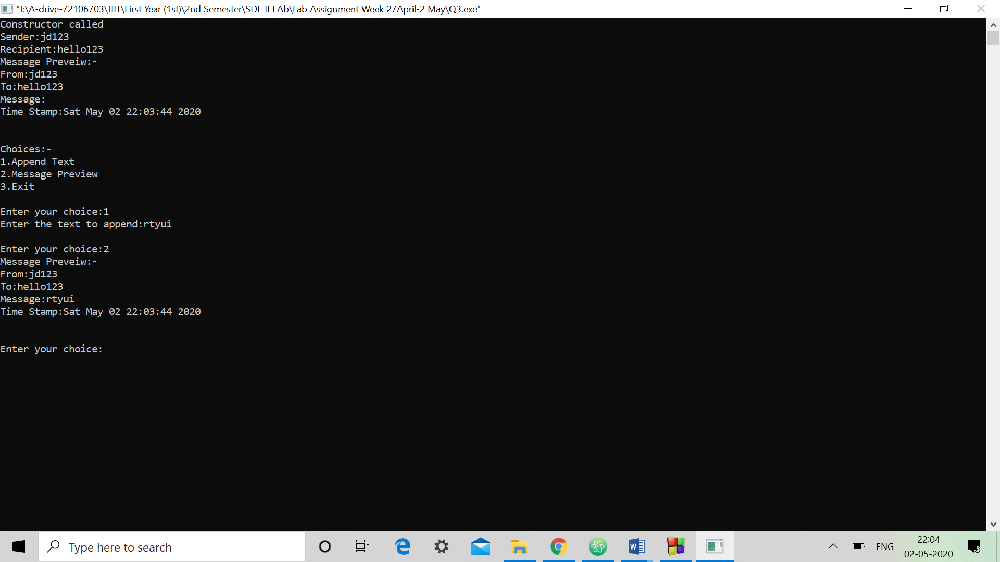 "J:\A-drive-72106703\JIIT\First Year (1st)\2nd Semester\SDF II LAb\Lab Assignment Week 27April-2 May\Q3.exe"
Constructor called
Sender:jd123
Recipient:hello123
Message Preveiw:-
From:jd123
To:hello123
Message:
Time Stamp:Sat May 02 22:03:44 2020
Choices:-
1.Append Text
2.Message Preview
3.Exit
Enter your choice:1
Enter the text to append:rtyui
Enter your choice:2
Message Preveiw:-
From:jd123
To:hello123
Message:rtyui
Time Stamp:Sat May 02 22:03:44 2020
Enter your choice:
Type here to search
ENG
22:04
02-05-2020